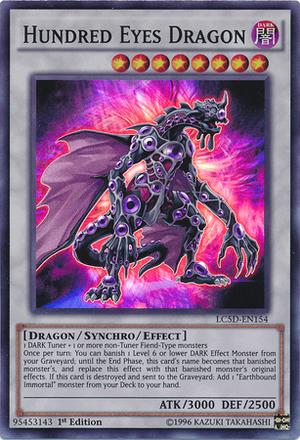 HUNDRED EYES DRAGON
DARK
闇
LC5D-EN154
[DRAGON/SYNCHRO/EFFECT]
1 DARK Tuner + 1 or more non-Tuner Fiend-Type monsters
Once per turn: You can banish 1 Level 6 or lower DARK Effect Monster from
your Graveyard; until the End Phase, this card's name becomes that banished
monster's, and replace this effect with that banished monster's original
effects. If this card is destroyed and sent to the Graveyard: Add 1 "Earthbound
Immortal" monster from your Deck to your hand.
ATK/3000 DEF/2500
95453143 1st Edition ©1996 KAZUKI TAKAHASHI